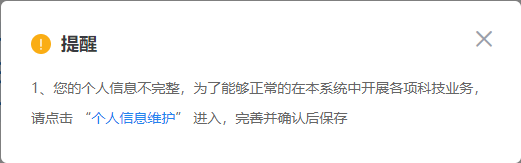 提醒
1、您的个人信息不完整，为了能够正常的在本系统中开展各项科技业务，
请点击 “个人信息维护” 进入，完善并确认后保存